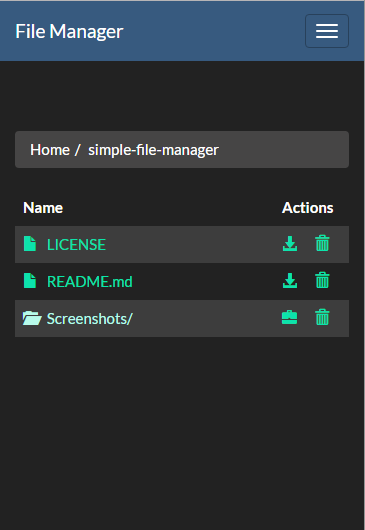 File Manager
Home / simple-file-manager
Name Actions
LICENSE
README.md
Screenshots/